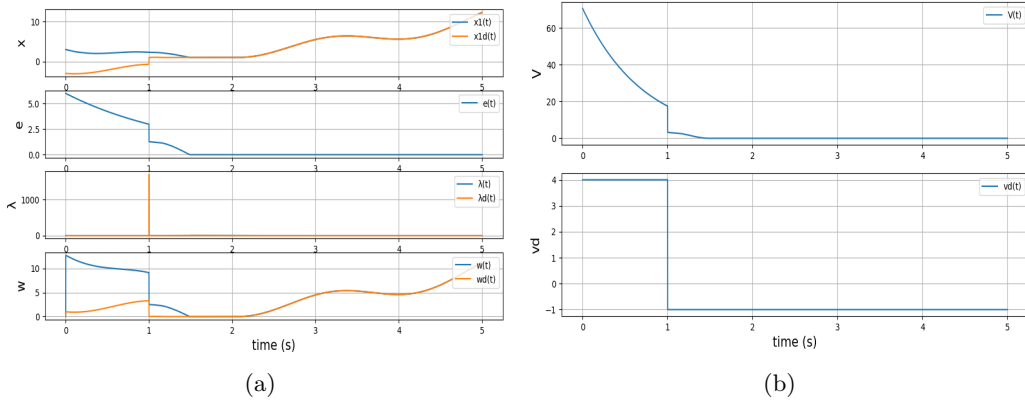 x
10
0
x1(t)
x1d(t)
0 1 2 3 4 5
e
5.0
2.5
0.0
e(t)
0 1 2 3 4 5
λ
1000
0
λ(t)
λd(t)
0 1 2 3 4 5
w
10
5
0
w(t)
wd(t)
0 1 2 3 4 5
time (s)
(a)
V
60
40
20
0
V(t)
0 1 2 3 4 5
vd
4
3
2
1
0
−1
vd(t)
0 1 2 3 4 5
time (s)
(b)